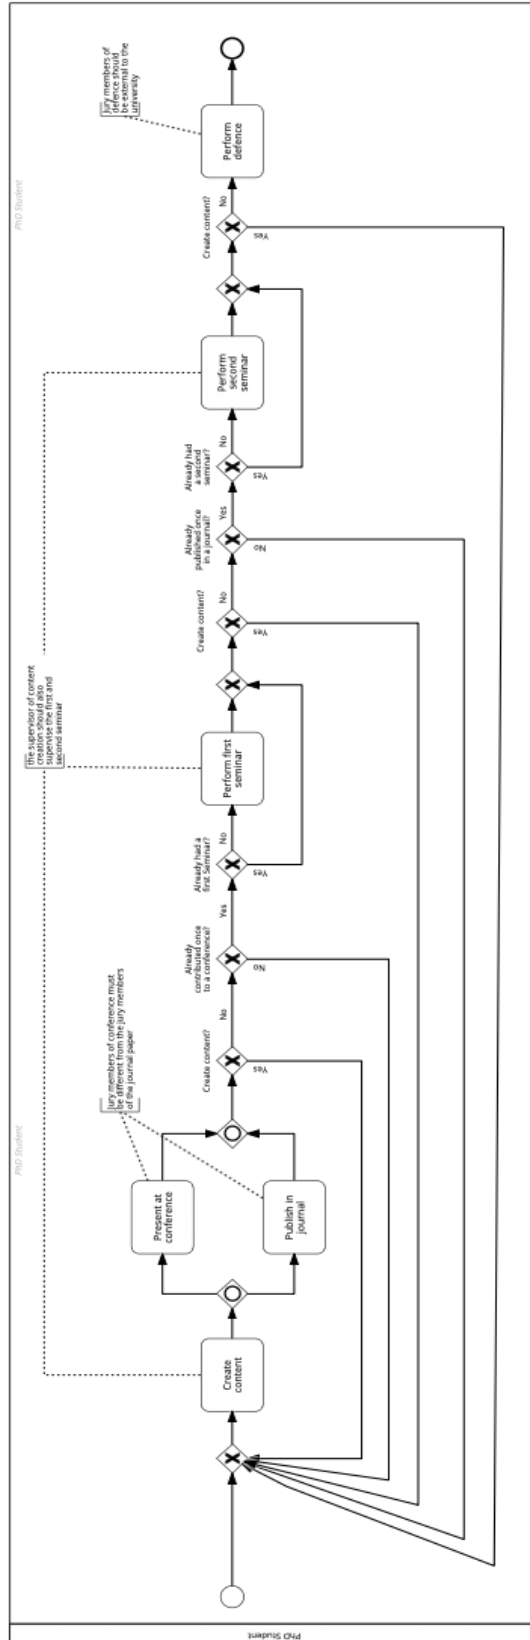 PhD Student
PhD Student
PhD Student
Create
content
Present at
conference
Publish in
journal
Jury members of conference must
be different from the jury members
of the journal paper
Create content?
Yes
No
Already
contributed once
to a conference?
No
Yes
Already had a
first Seminar?
Yes
No
Perform first
seminar
the supervisor of content
creation should also
supervise the first and
second seminar
Create content?
Yes
No
Already
published once
in a journal?
No
Yes
Already had
a second
seminar?
Yes
No
Perform
second
seminar
Create content?
Yes
No
Perform
defence
Jury members of
defence should
be external to the
university